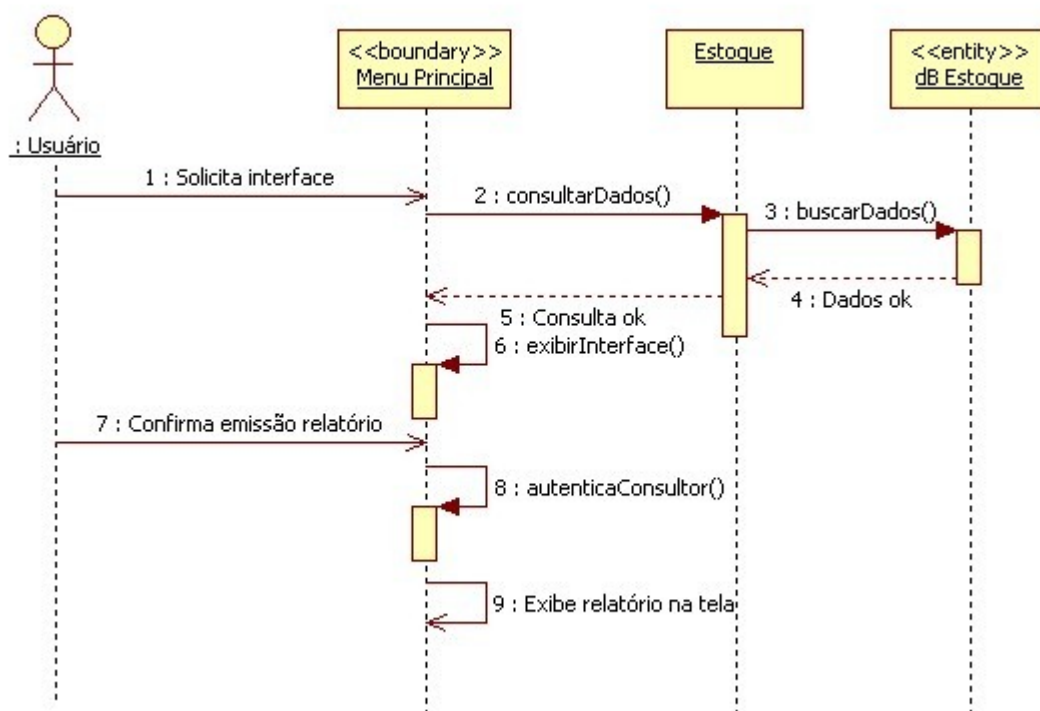 <<boundary>>
Menu Principal
Estoque
<<entity>>
dB Estoque
: Usuário
1 : Solicita interface
2 : consultarDados()
3 : buscarDados()
4 : Dados ok
5 : Consulta ok
6 : exibirInterface()
7 : Confirma emissão relatório
8 : autenticaConsultor()
9 : Exibe relatório na tela